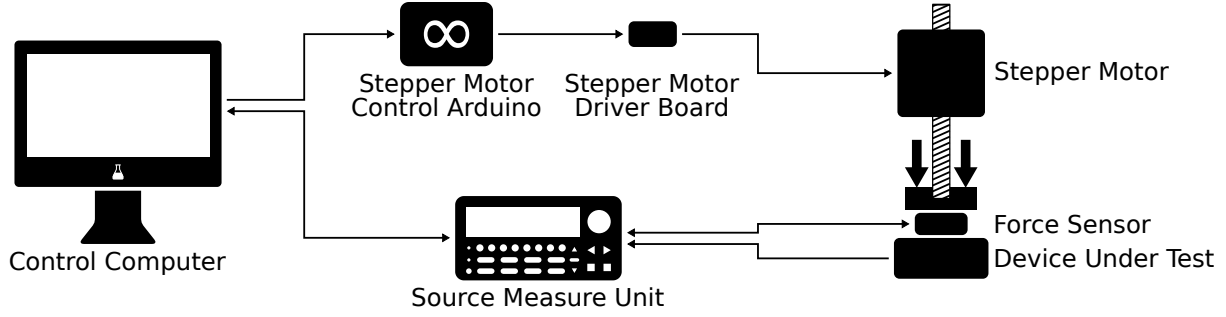 Stepper Motor
Control Arduino
Stepper Motor
Driver Board
Stepper Motor
Force Sensor
Device Under Test
Control Computer
Source Measure Unit